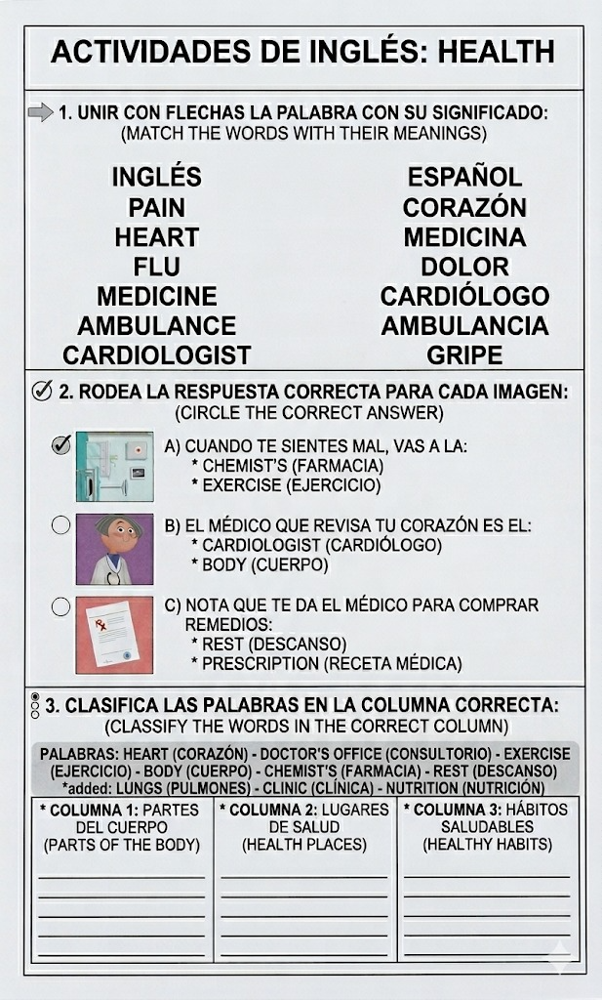 ACTIVIDADES DE INGLÉS: HEALTH
1. UNIR CON FLECHAS LA PALABRA CON SU SIGNIFICADO:
(MATCH THE WORDS WITH THEIR MEANINGS)
INGLÉS ESPAÑOL
PAIN CORAZÓN
HEART MEDICINA
FLU DOLOR
MEDICINE CARDIÓLOGO
AMBULANCE AMBULANCIA
CARDIOLOGIST GRIPE
2. RODEA LA RESPUESTA CORRECTA PARA CADA IMAGEN:
(CIRCLE THE CORRECT ANSWER)
A) CUANDO TE SIENTES MAL, VAS A LA:
* CHEMIST'S (FARMACIA)
* EXERCISE (EJERCICIO)
B) EL MÉDICO QUE REVISA TU CORAZÓN ES EL:
* CARDIOLOGIST (CARDIÓLOGO)
* BODY (CUERPO)
C) NOTA QUE TE DA EL MÉDICO PARA COMPRAR
REMEDIOS:
* REST (DESCANSO)
* PRESCRIPTION (RECETA MÉDICA)
3. CLASIFICA LAS PALABRAS EN LA COLUMNA CORRECTA:
(CLASSIFY THE WORDS IN THE CORRECT COLUMN)
PALABRAS: HEART (CORAZÓN) - DOCTOR'S OFFICE (CONSULTORIO) - EXERCISE
(EJERCICIO) - BODY (CUERPO) - CHEMIST'S (FARMACIA) - REST (DESCANSO)
*added: LUNGS (PULMONES) - CLINIC (CLÍNICA) - NUTRITION (NUTRICIÓN)
* COLUMNA 1: PARTES
DEL CUERPO
(PARTS OF THE BODY)
* COLUMNA 2: LUGARES
DE SALUD
(HEALTH PLACES)
* COLUMNA 3: HÁBITOS
SALUDABLES
(HEALTHY HABITS)